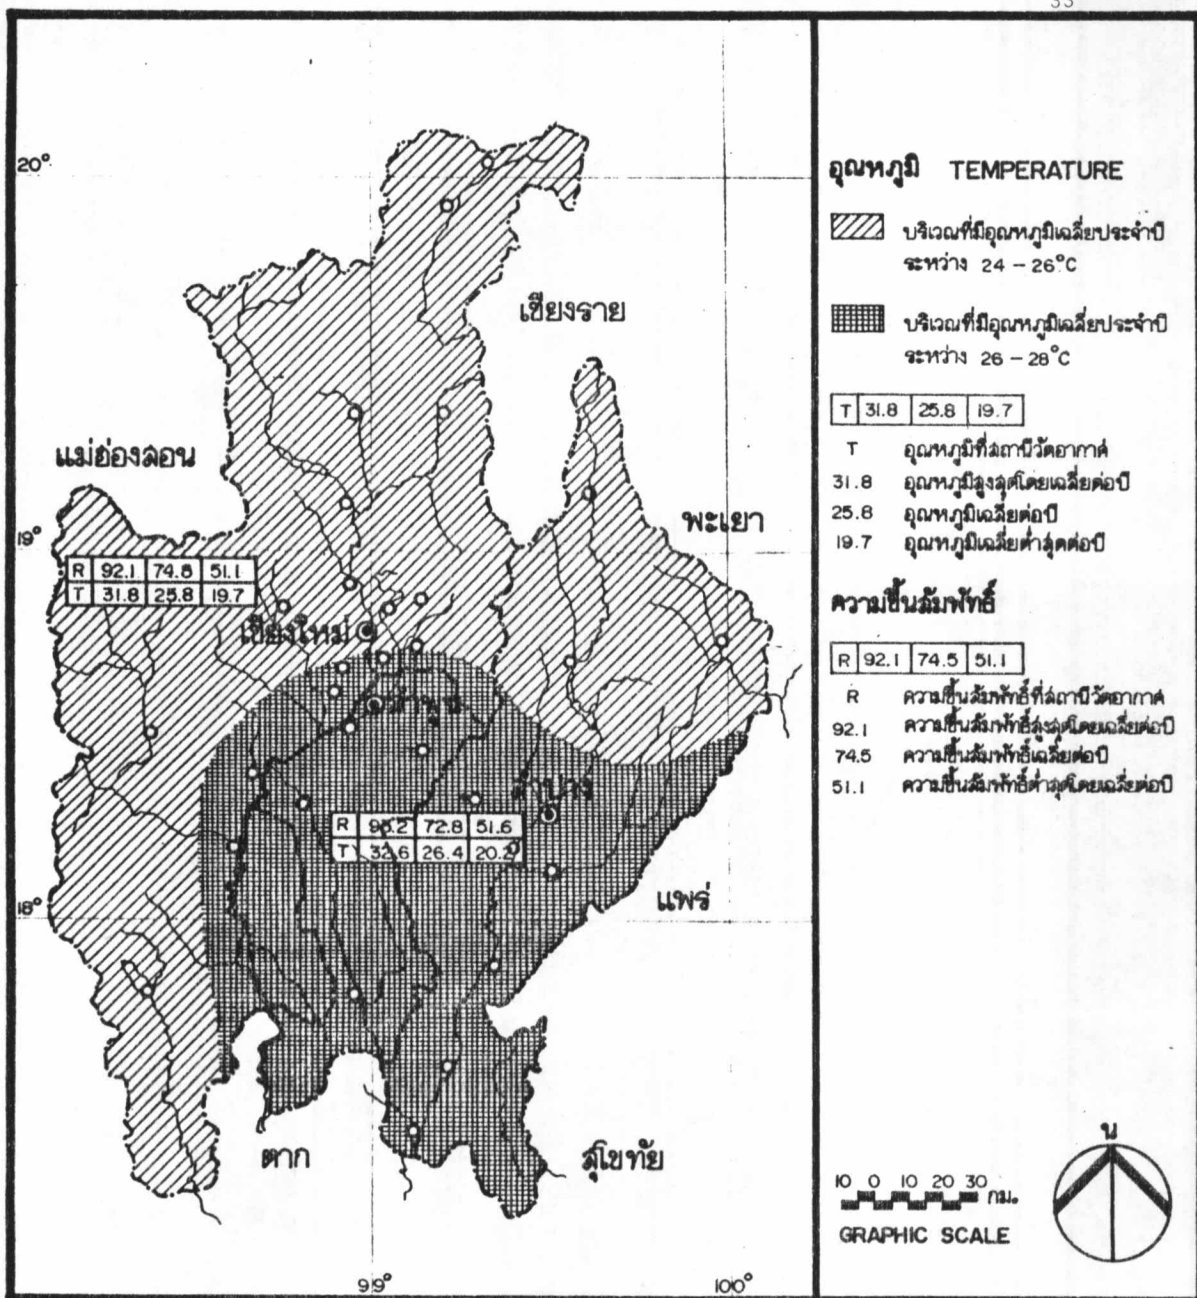 33
20°
เชียงราย
แม่ฮ่องสอน
19°
พะเยา
R 92.1 74.5 51.1
T 31.8 25.8 19.7
เชียงใหม่
ลำพูน
ลำปาง
R 72.8 51.6
T 32.6 26.4 20.2
แพร่
18°
ตาก
สุโขทัย
99°
100°
อุณหภูมิ TEMPERATURE
บริเวณที่มีอุณหภูมิเฉลี่ยประจำปี
ระหว่าง 24 – 26°C
บริเวณที่มีอุณหภูมิเฉลี่ยประจำปี
ระหว่าง 26 – 28°C
T 31.8 25.8 19.7
T อุณหภูมิที่สถานีวัดอากาศ
31.8 อุณหภูมิสูงสุดโดยเฉลี่ยต่อปี
25.8 อุณหภูมิเฉลี่ยต่อปี
19.7 อุณหภูมิเฉลี่ยต่ำสุดต่อปี
ความชื้นสัมพัทธ์
R 92.1 74.5 51.1
R ความชื้นสัมพัทธ์ที่สถานีวัดอากาศ
92.1 ความชื้นสัมพัทธ์สูงสุดโดยเฉลี่ยต่อปี
74.5 ความชื้นสัมพัทธ์เฉลี่ยต่อปี
51.1 ความชื้นสัมพัทธ์ต่ำสุดโดยเฉลี่ยต่อปี
น
10 0 10 20 30 กม.
GRAPHIC SCALE